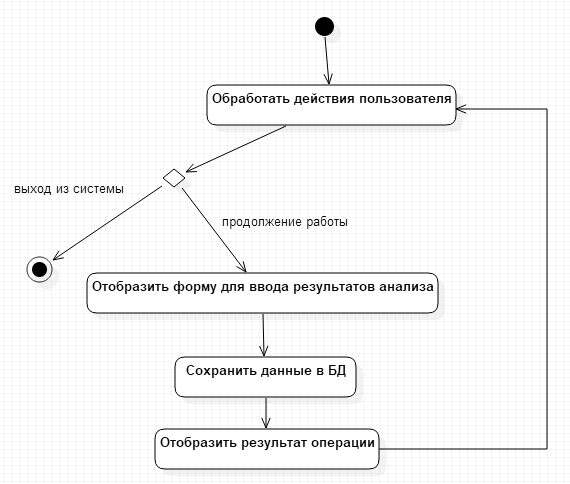 Обработать действия пользователя
выход из системы
продолжение работы
Отобразить форму для ввода результатов анализа
Сохранить данные в БД
Отобразить результат операции